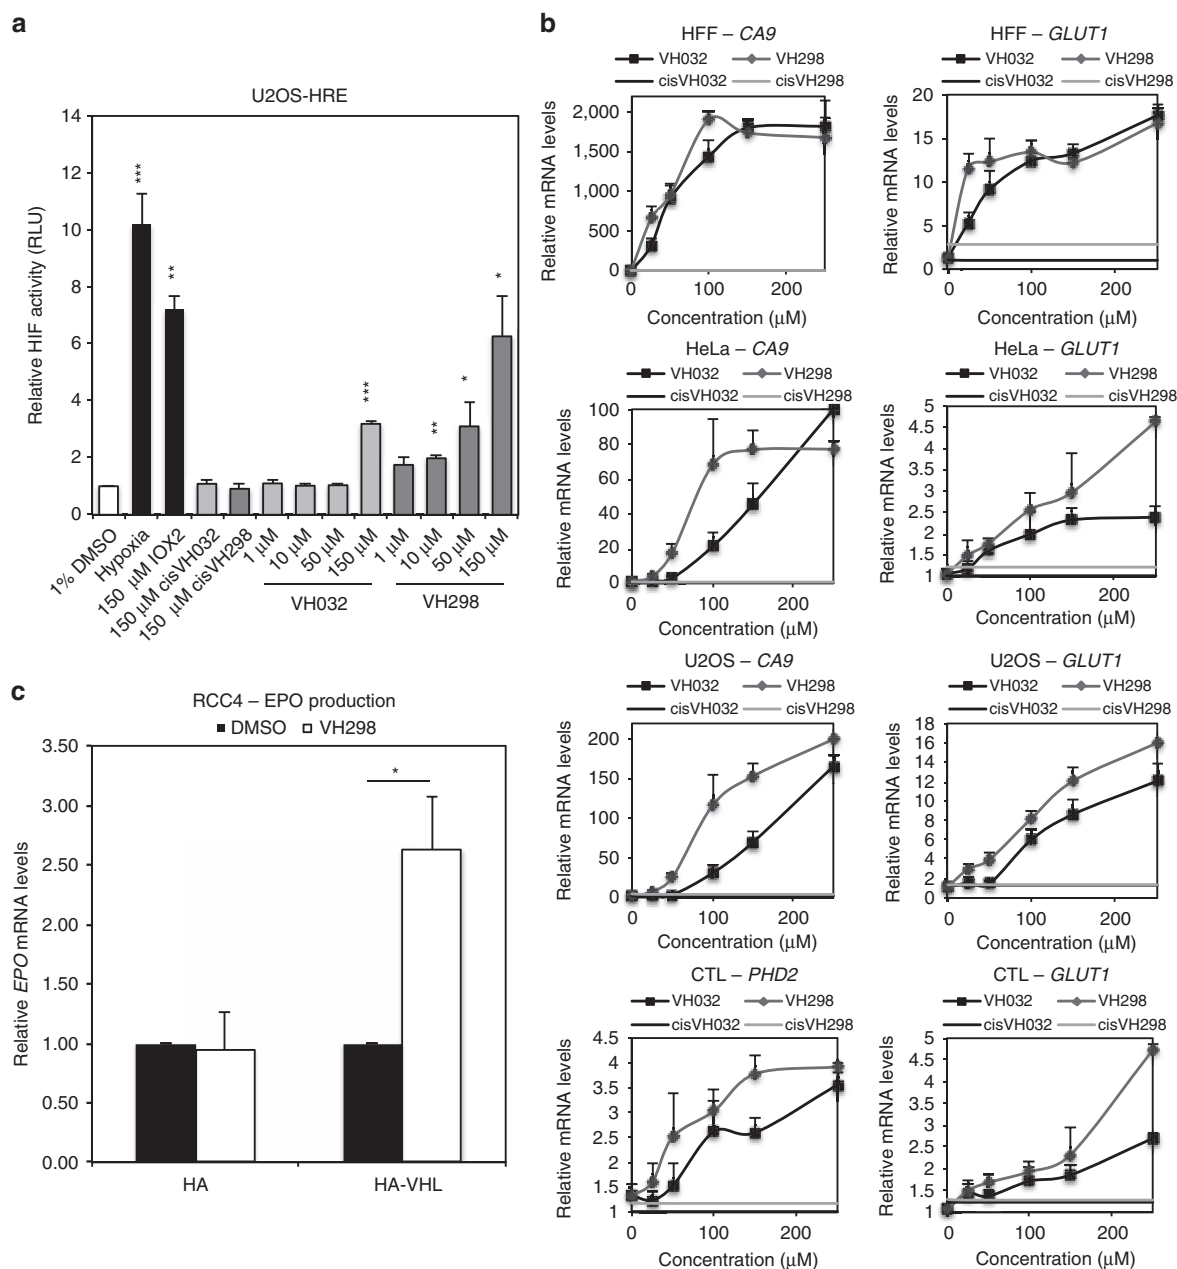 a
U2OS-HRE
Relative HIF activity (RLU)
14
12
10
8
6
4
2
0
***
**
***
**
*
*
1% DMSO
Hypoxia
150 µM IOX2
150 µM cisVH032
150 µM cisVH298
1 µM
10 µM
50 µM
150 µM
1 µM
10 µM
50 µM
150 µM
VH032
VH298
b
HFF – CA9
VH032
VH298
cisVH032
cisVH298
Relative mRNA levels
2,000
1,500
1,000
500
0
0
100
200
Concentration (µM)
HFF – GLUT1
VH032
VH298
cisVH032
cisVH298
Relative mRNA levels
20
15
10
5
0
0
100
200
Concentration (µM)
HeLa – CA9
VH032
VH298
cisVH032
cisVH298
Relative mRNA levels
100
80
60
40
20
0
0
100
200
Concentration (µM)
HeLa – GLUT1
VH032
VH298
cisVH032
cisVH298
Relative mRNA levels
5
4.5
4
3.5
3
2.5
2
1.5
1
0
100
200
Concentration (µM)
U2OS – CA9
VH032
VH298
cisVH032
cisVH298
Relative mRNA levels
200
150
100
50
0
0
100
200
Concentration (µM)
U2OS – GLUT1
VH032
VH298
cisVH032
cisVH298
Relative mRNA levels
18
16
14
12
10
8
6
4
2
0
0
100
200
Concentration (µM)
CTL – PHD2
VH032
VH298
cisVH032
cisVH298
Relative mRNA levels
4.5
4
3.5
3
2.5
2
1.5
1
0
100
200
Concentration (µM)
CTL – GLUT1
VH032
VH298
cisVH032
cisVH298
Relative mRNA levels
5
4.5
4
3.5
3
2.5
2
1.5
1
0
100
200
Concentration (µM)
c
RCC4 – EPO production
DMSO VH298
Relative EPO mRNA levels
3.50
3.00
2.50
2.00
1.50
1.00
0.50
0.00
*
HA
HA-VHL